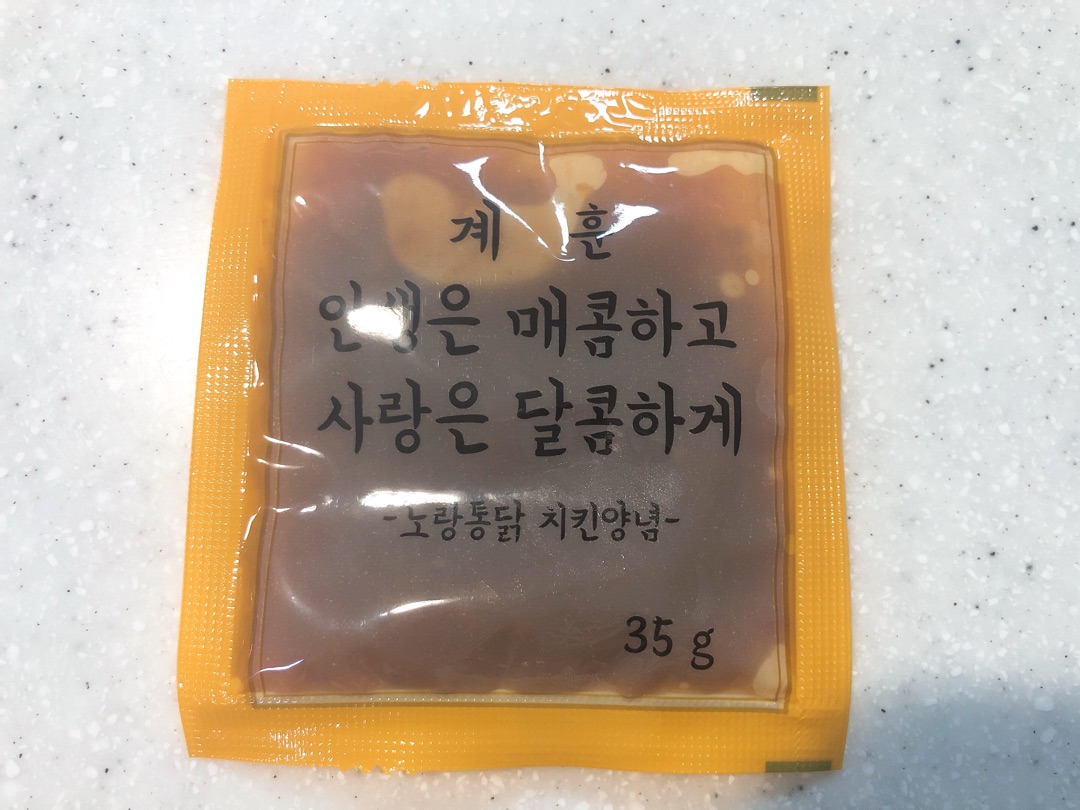 계 훈
인생은 매콤하고
사랑은 달콤하게
-노랑통닭 치킨양념-
35 g